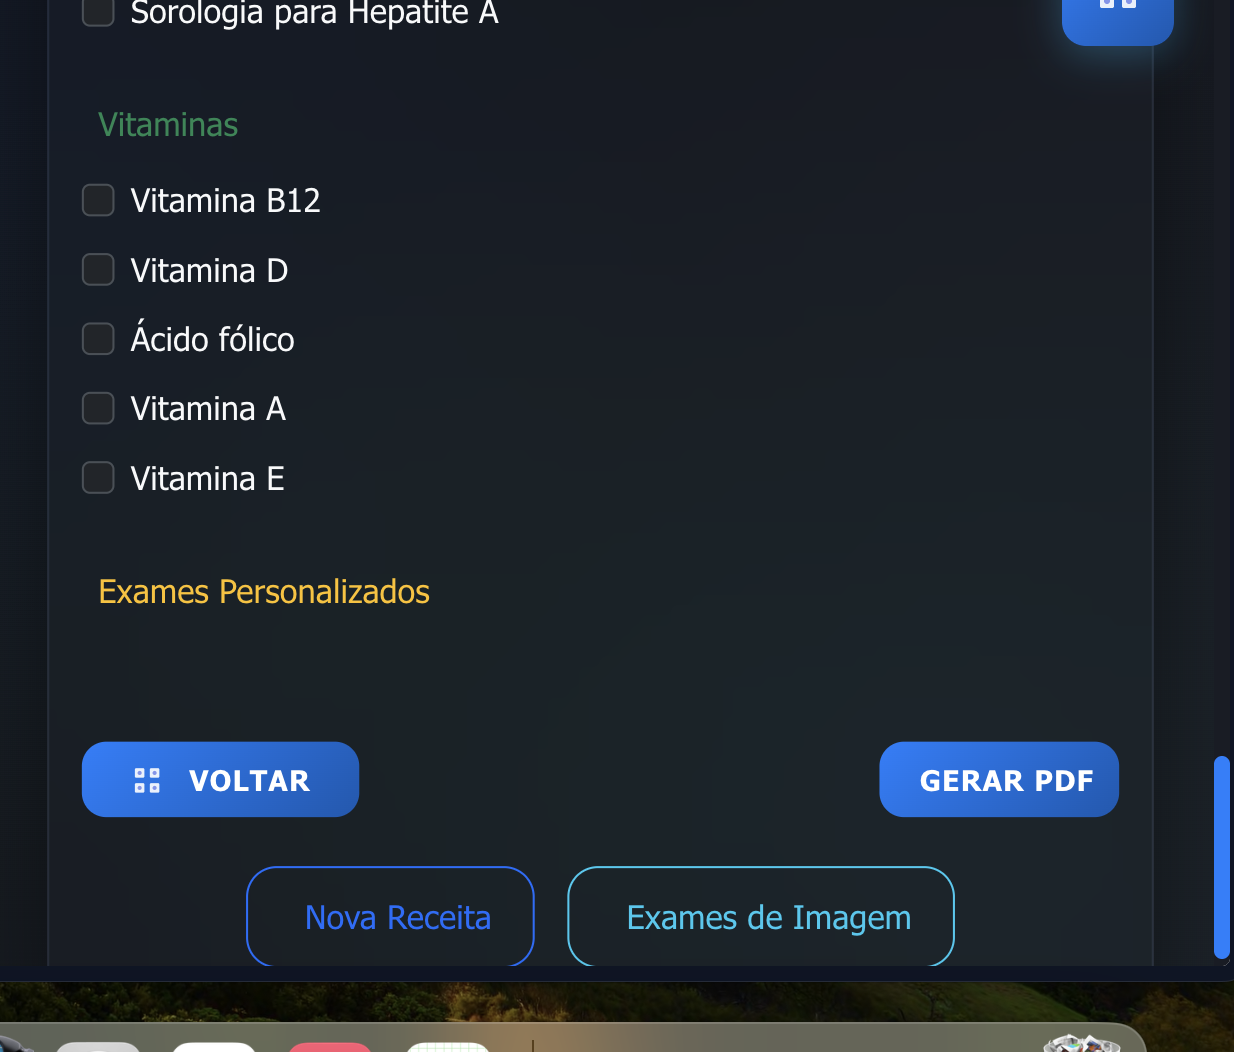 Sorologia para Hepatite A
Vitaminas
Vitamina B12
Vitamina D
Ácido fólico
Vitamina A
Vitamina E
Exames Personalizados
VOLTAR
GERAR PDF
Nova Receita
Exames de Imagem